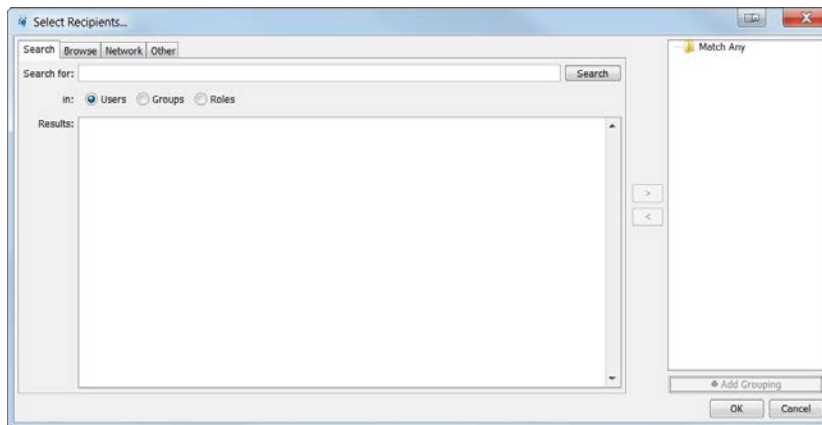 Select Recipients...
Search Browse Network Other
Match Any
Search for: Search
in: Users Groups Roles
Results:
>
<
Add Grouping
OK Cancel